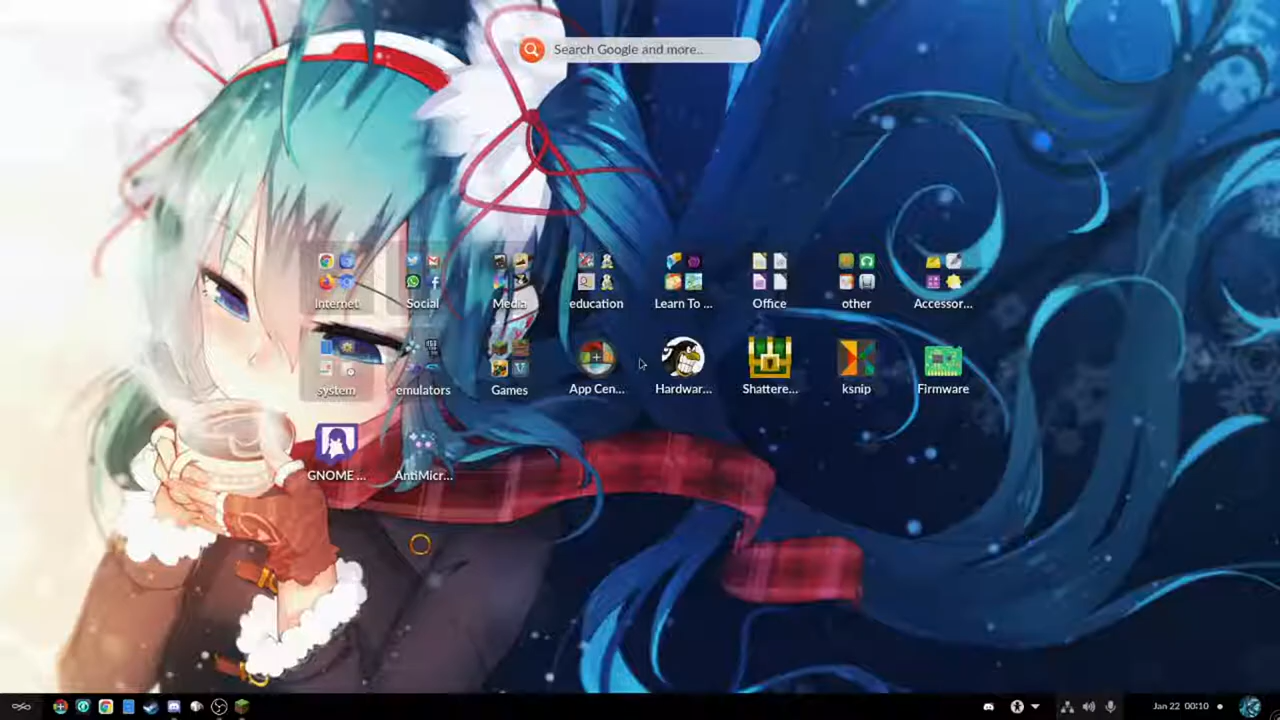 Search Google and more..
Internet
Social
Media
education
Learn To ...
Office
other
Accessor...
system
emulators
Games
App Cen...
Hardwar...
Shattere...
ksnip
Firmware
GNOME ...
AntiMicr...
Jan 22 00:10